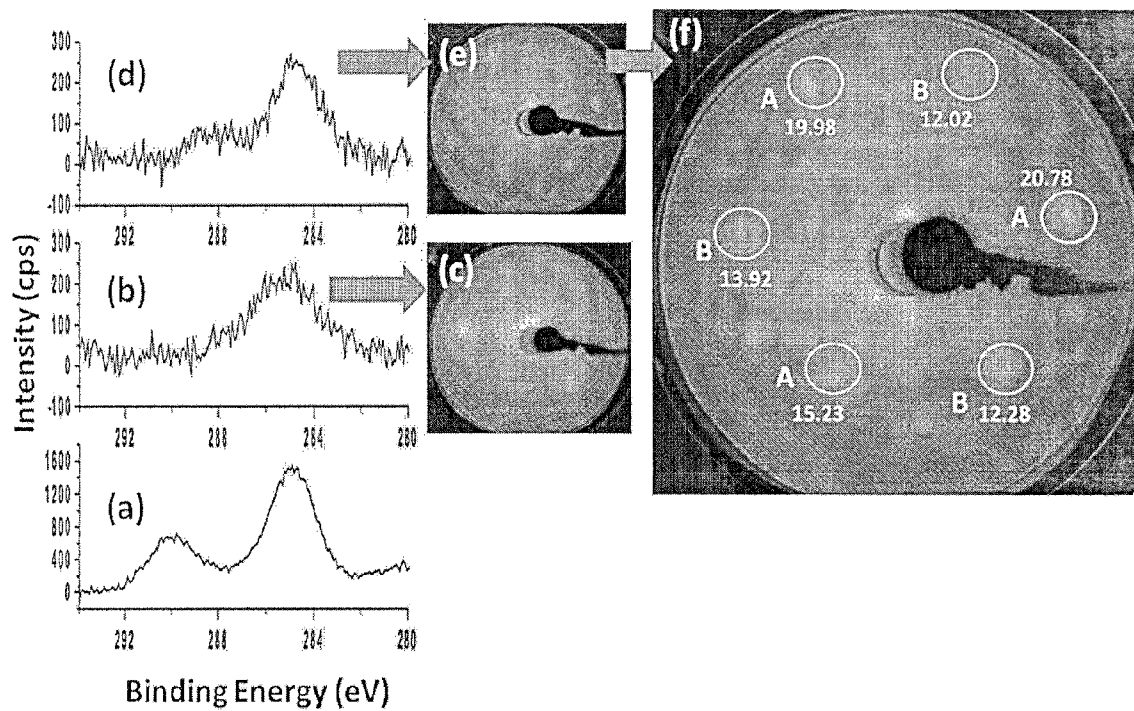 300
200
100
0
-100
(d)
292
288
284
280
(e)
(f)
A
19.98
B
12.02
20.78
A
B
13.92
A
15.23
B
12.28
Intensity (cps)
300
200
100
0
-100
(b)
292
288
284
280
(c)
1600
1200
800
400
0
(a)
292
288
284
280
Binding Energy (eV)